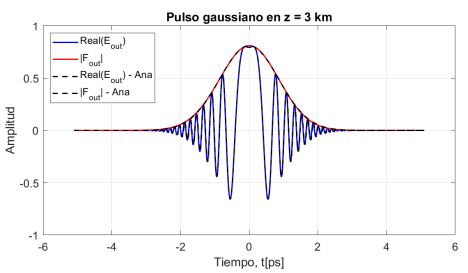 Pulso gaussiano en z = 3 km
Real(E_out)
|F_out|
Real(E_out) - Ana
|F_out| - Ana
1
0.5
0
-0.5
-1
Amplitud
-6
-4
-2
0
2
4
6
Tiempo, t[ps]